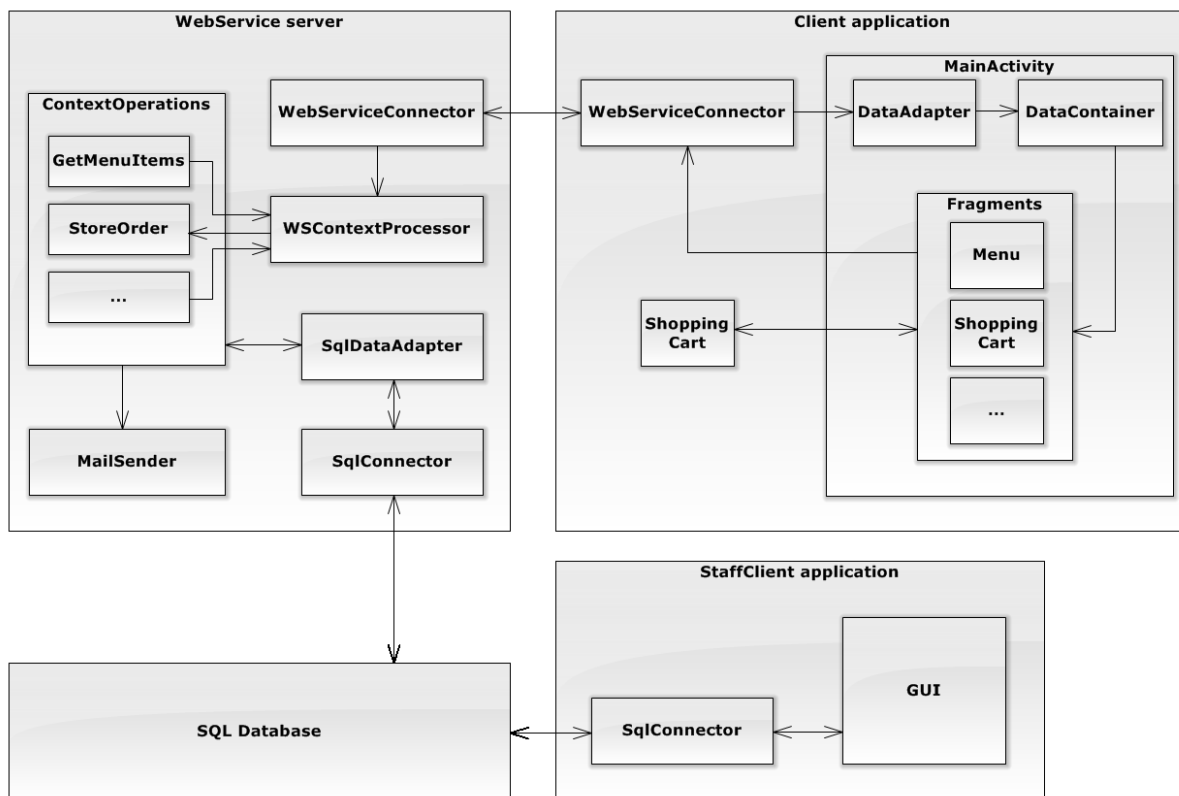 WebService server
ContextOperations
GetMenuItems
StoreOrder
...
WebServiceConnector
WSContextProcessor
SqlDataAdapter
MailSender
SqlConnector
Client application
MainActivity
WebServiceConnector
DataAdapter
DataContainer
Fragments
Menu
Shopping
Cart
Shopping
Cart
...
StaffClient application
SQL Database
SqlConnector
GUI